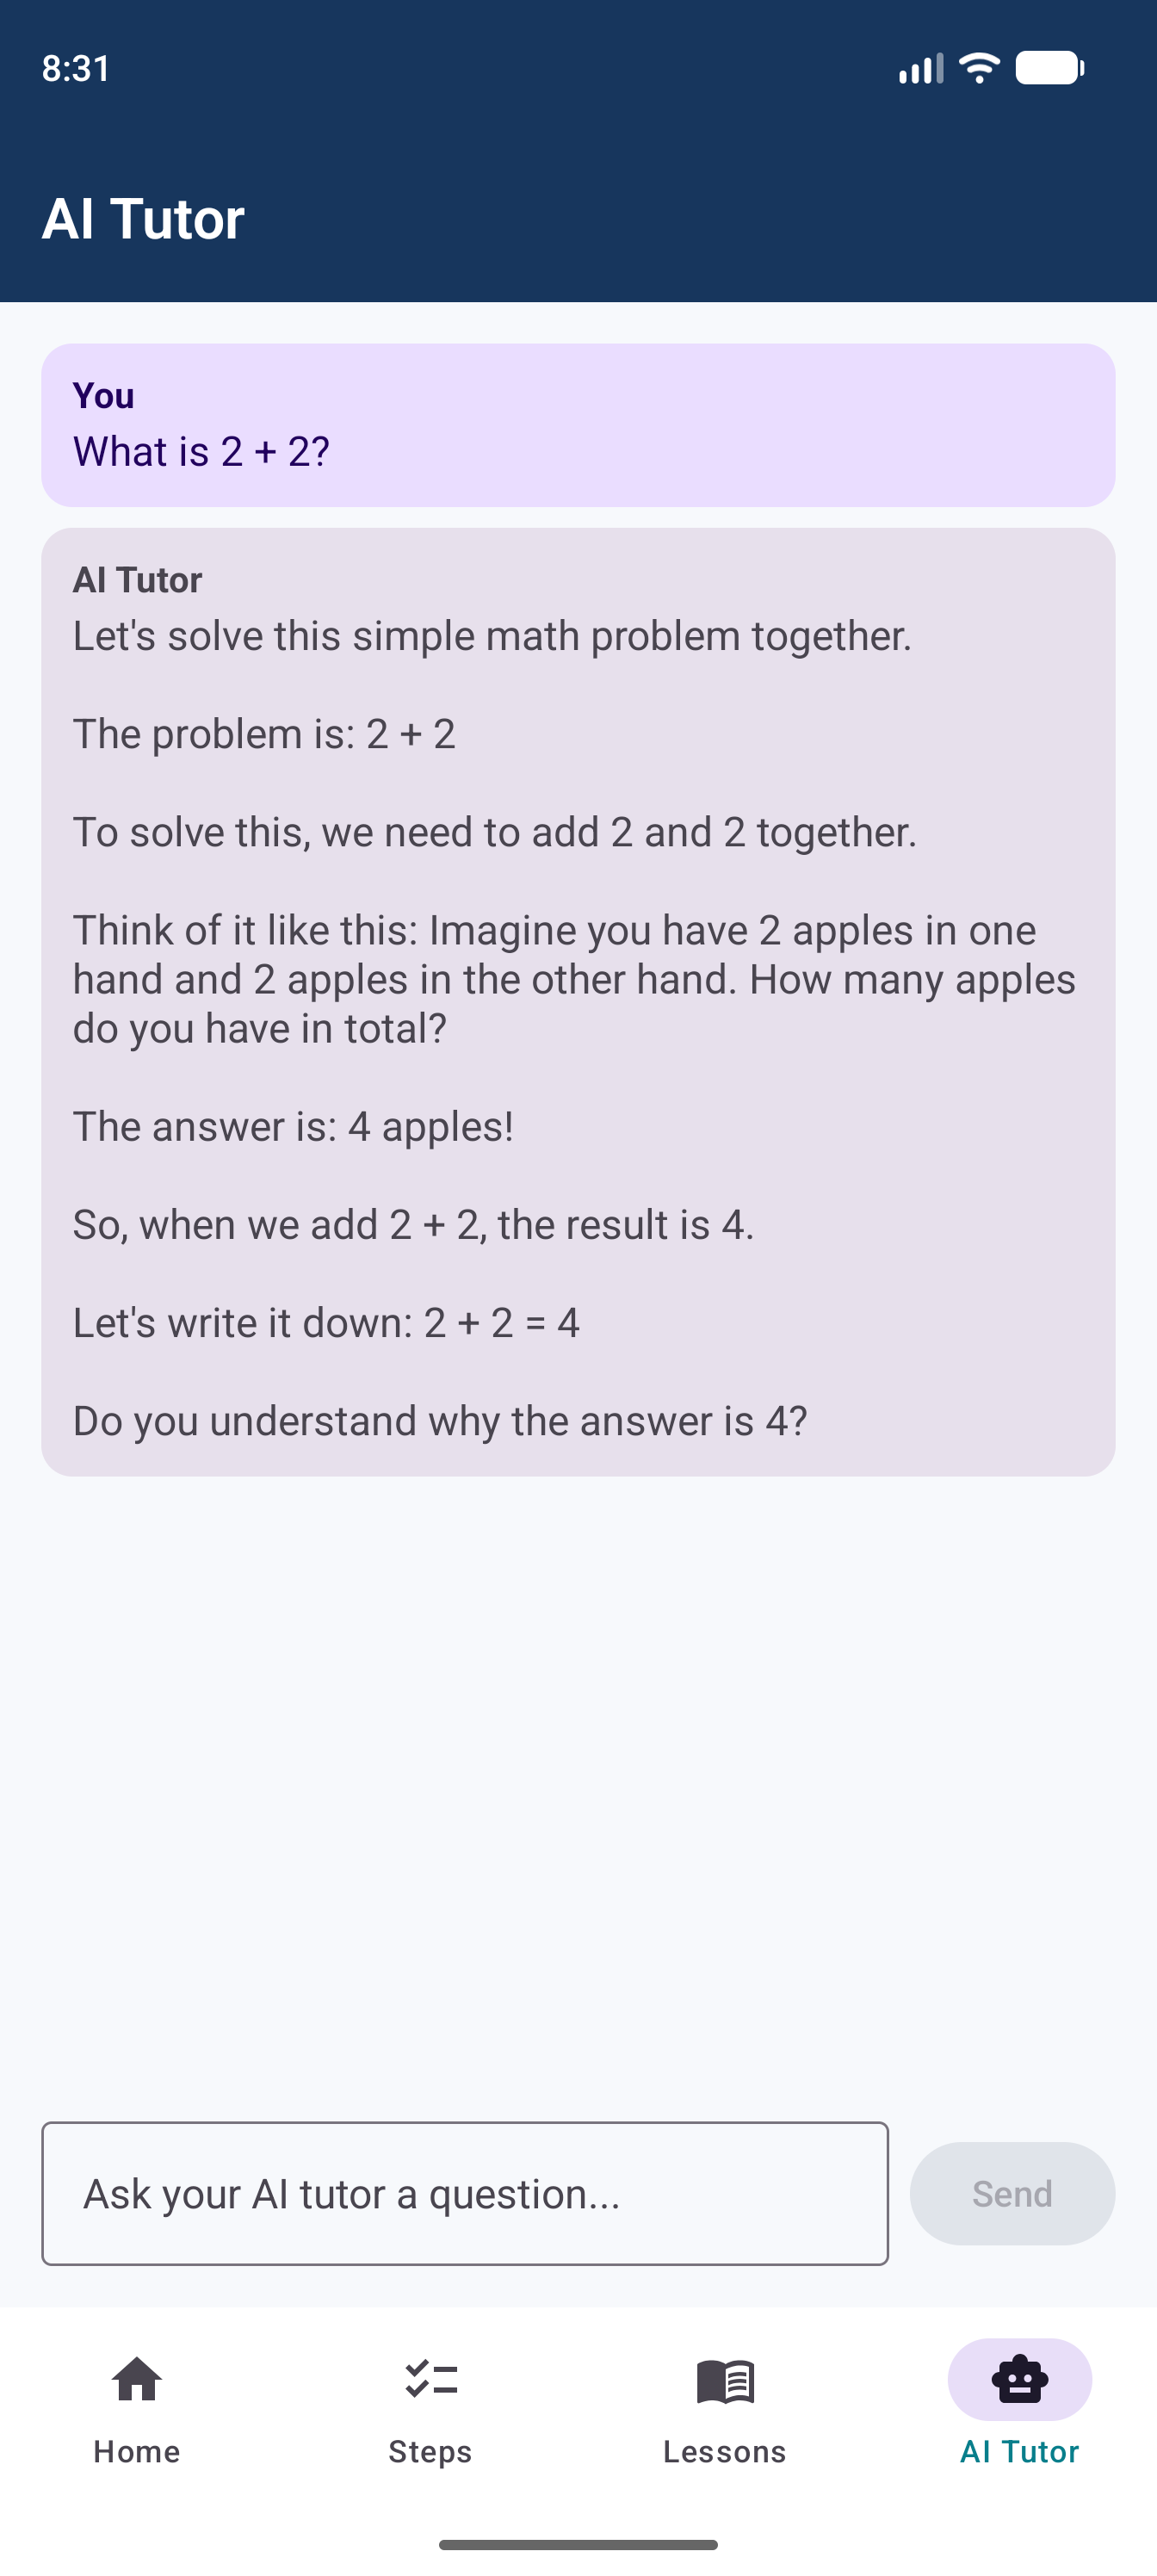 8:31
AI Tutor
You
What is 2 + 2?
AI Tutor
Let's solve this simple math problem together.
The problem is: 2 + 2
To solve this, we need to add 2 and 2 together.
Think of it like this: Imagine you have 2 apples in one
hand and 2 apples in the other hand. How many apples
do you have in total?
The answer is: 4 apples!
So, when we add 2 + 2, the result is 4.
Let's write it down: 2 + 2 = 4
Do you understand why the answer is 4?
Ask your AI tutor a question...
Send
Home
Steps
Lessons
AI Tutor